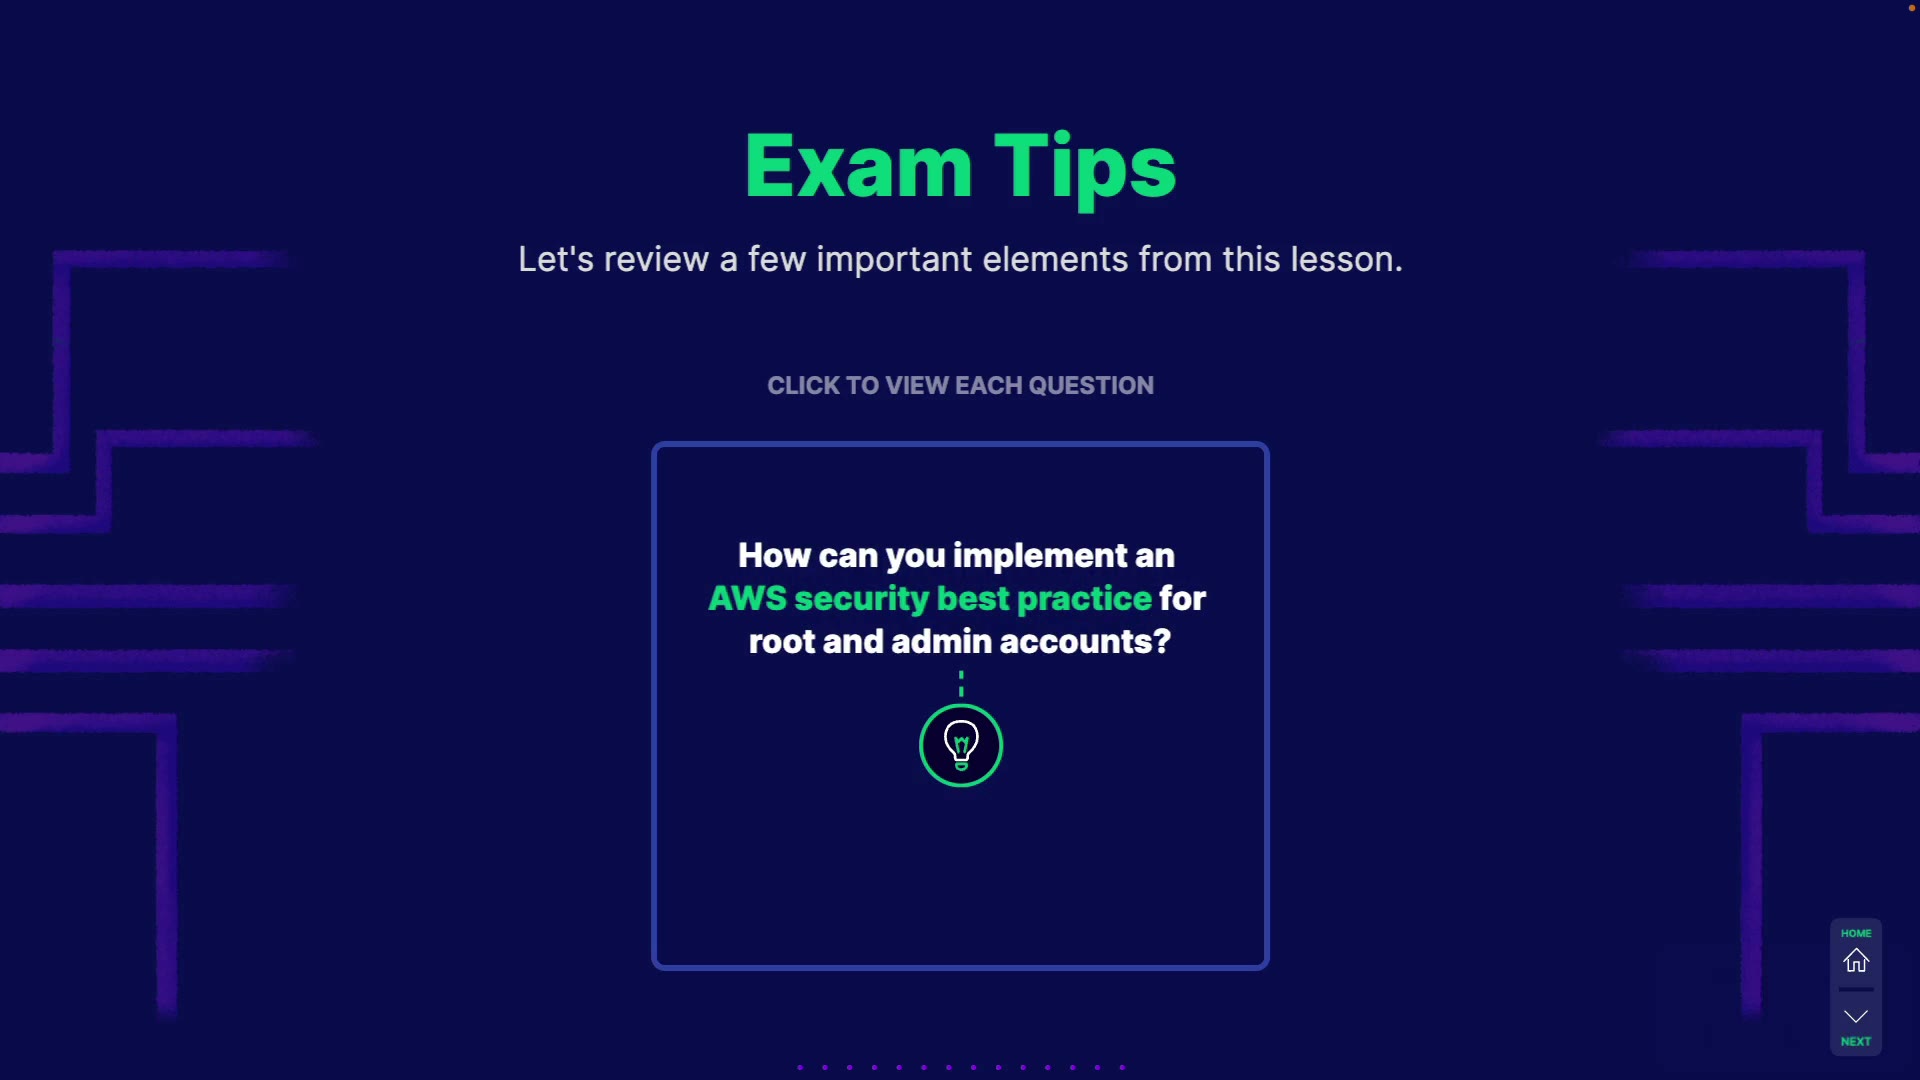 Exam Tips
Let's review a few important elements from this lesson.
CLICK TO VIEW EACH QUESTION
How can you implement an
AWS security best practice for
root and admin accounts?
HOME
NEXT